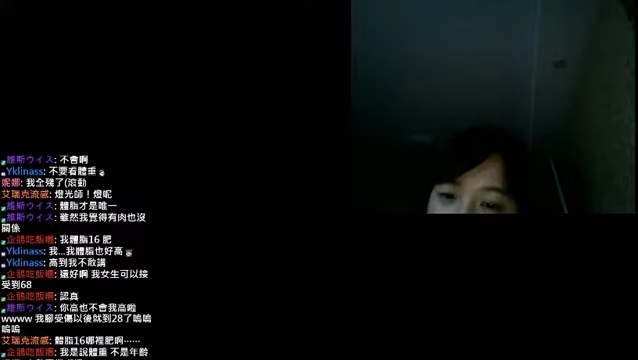 維斯ウイス: 不會啊
Yklinass: 不要看體重
妮娜: 我全殘了(滾動
艾瑞克流感: 燈光師！燈呢
維斯ウイス: 體脂才是唯一
維斯ウイス: 雖然我覺得有肉也沒
關係
企鵝吃飯糰: 我體脂16 肥
Yklinass: 我...我體脂也好高
Yklinass: 高到我不敢講
企鵝吃飯糰: 還好啊 我女生可以接
受到68
企鵝吃飯糰: 認真
維斯ウイス: 你高也不會我高啦
wwww 我腳受傷以後就到28了嗚嗚
嗚嗚
艾瑞克流感: 體脂16哪裡肥啊⋯⋯
企鵝吃飯糰: 我是說體重 不是年齡